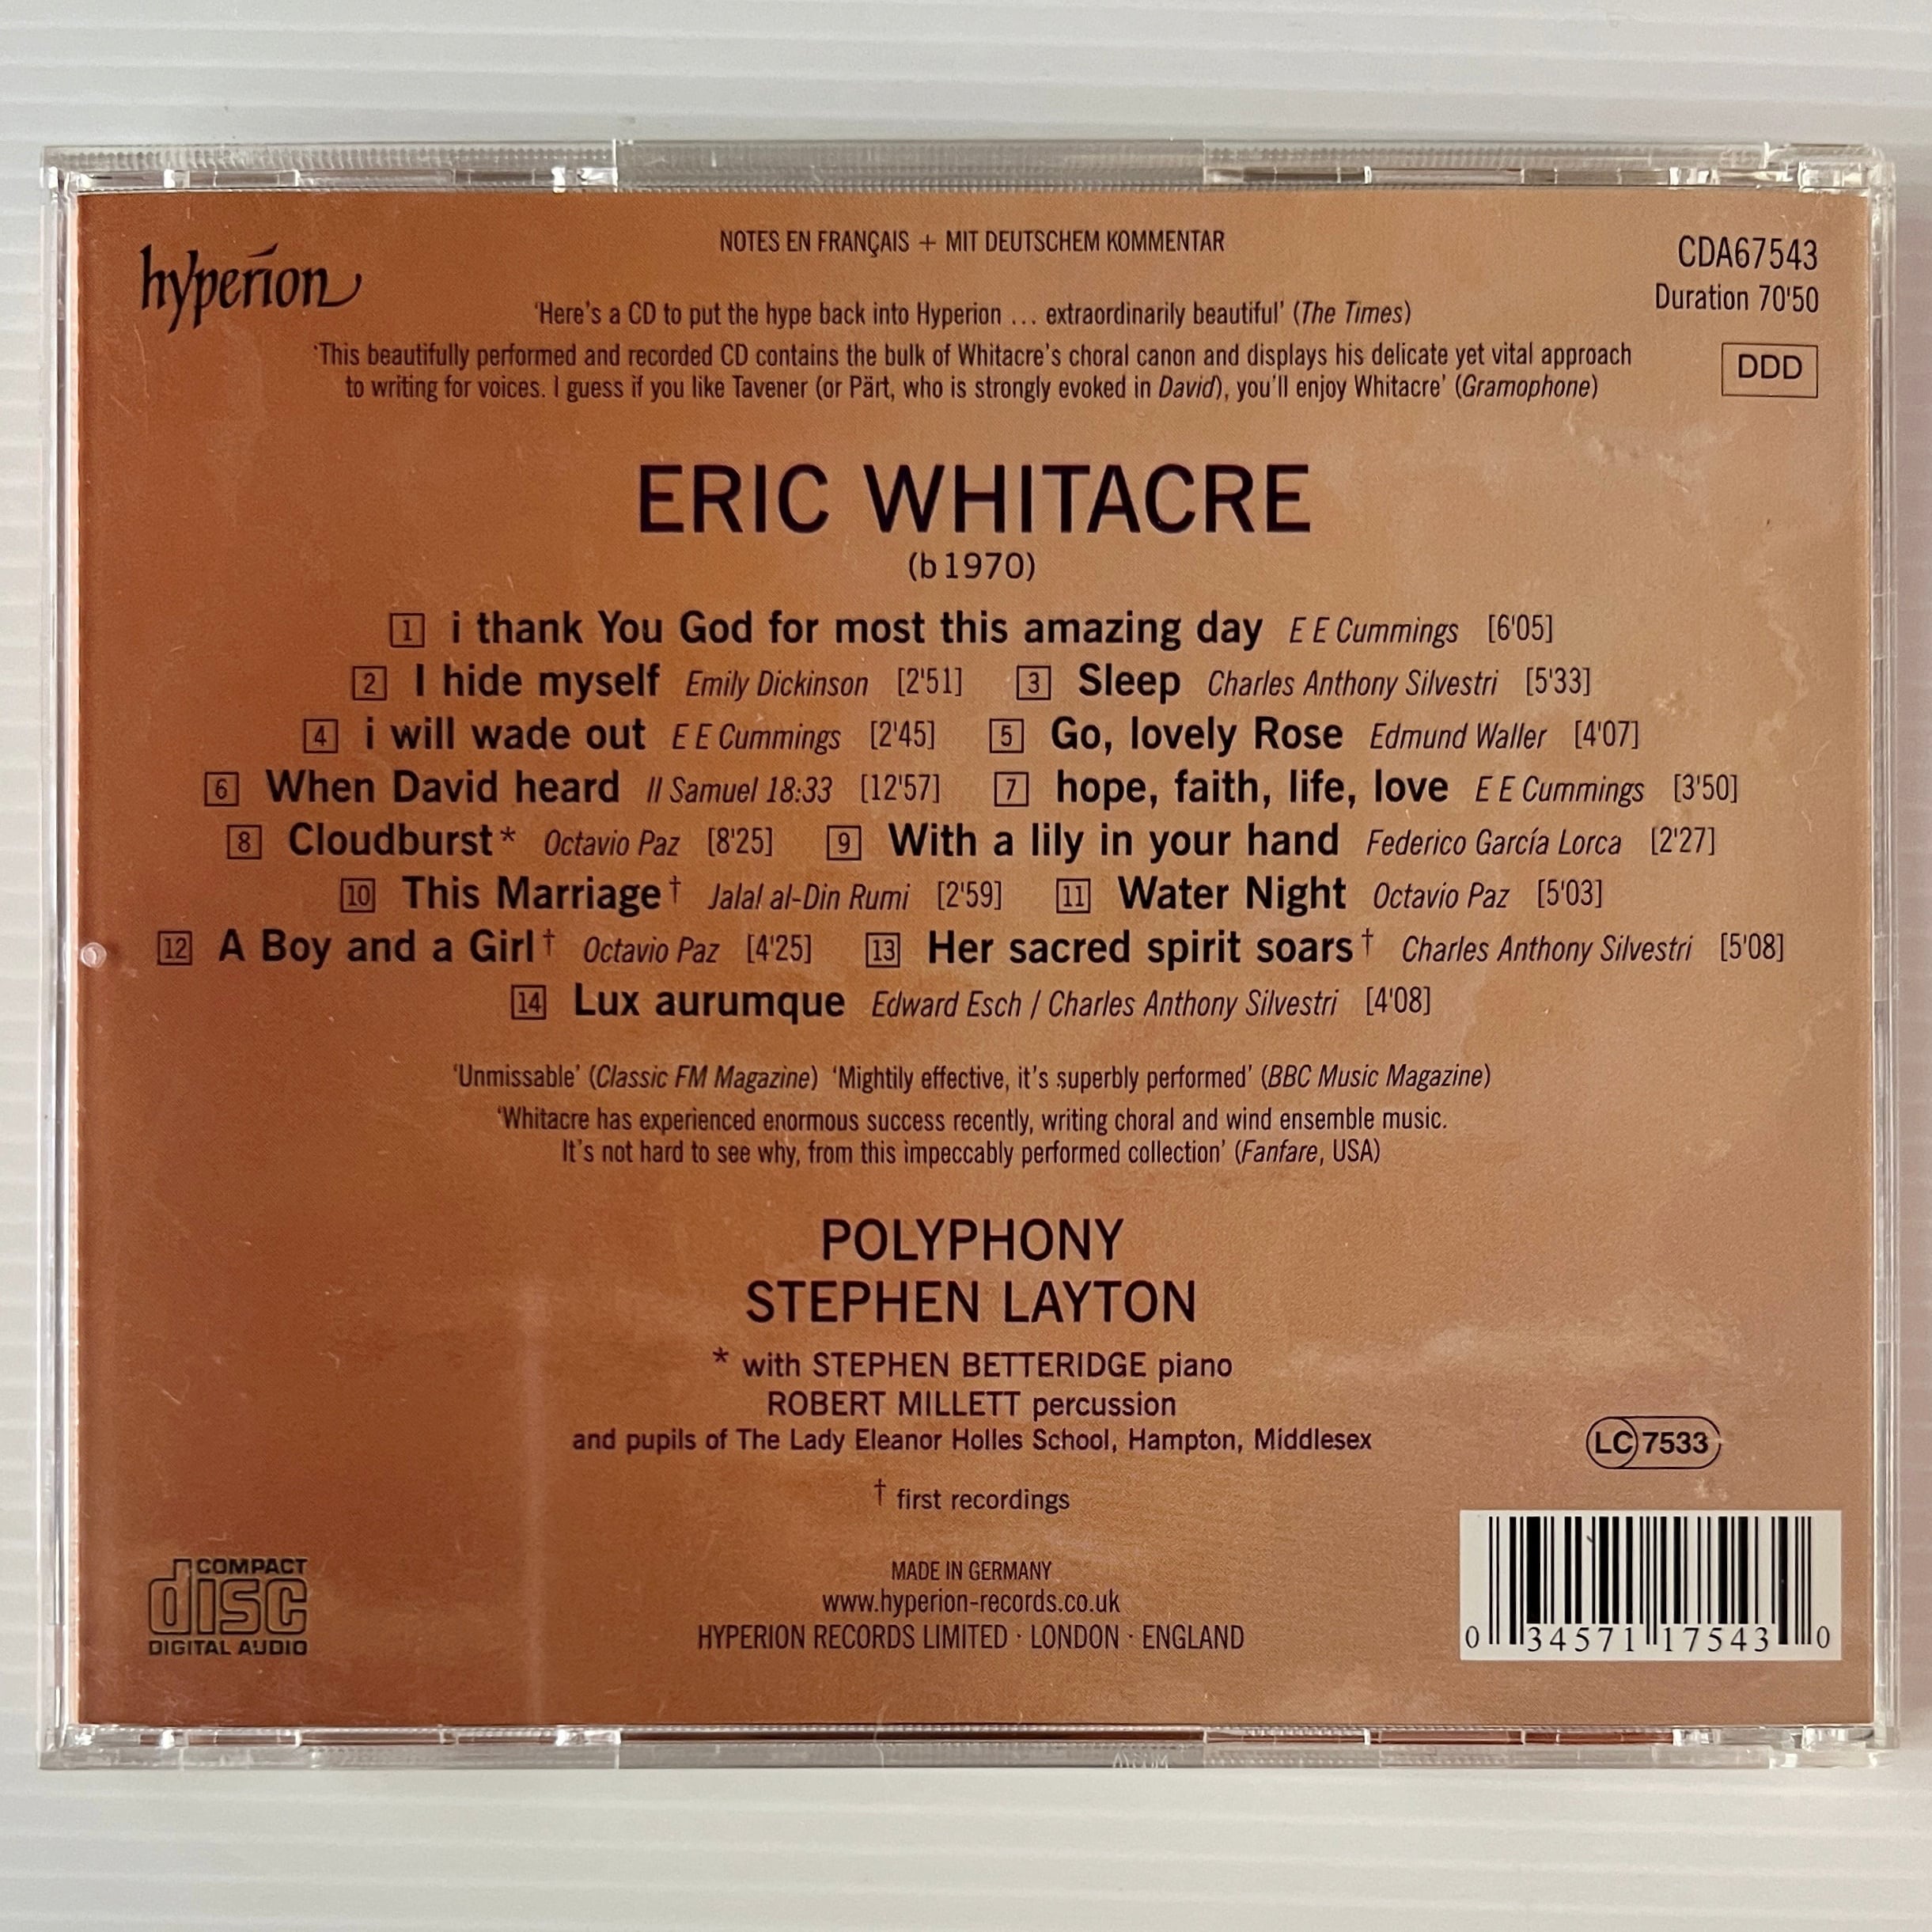 hyperion
NOTES EN FRANÇAIS + MIT DEUTSCHEM KOMMENTAR
CDA67543
Duration 70'50
DDD
‘Here’s a CD to put the hype back into Hyperion … extraordinarily beautiful’ (The Times)
‘This beautifully performed and recorded CD contains the bulk of Whitacre’s choral canon and displays his delicate yet vital approach
to writing for voices. I guess if you like Tavener (or Pärt, who is strongly evoked in David), you’ll enjoy Whitacre’ (Gramophone)
ERIC WHITACRE
(b1970)
1 i thank You God for most this amazing day E E Cummings [6'05]
2 I hide myself Emily Dickinson [2'51] 3 Sleep Charles Anthony Silvestri [5'33]
4 i will wade out E E Cummings [2'45] 5 Go, lovely Rose Edmund Waller [4'07]
6 When David heard II Samuel 18:33 [12'57] 7 hope, faith, life, love E E Cummings [3'50]
8 Cloudburst* Octavio Paz [8'25] 9 With a lily in your hand Federico García Lorca [2'27]
10 This Marriage† Jalal al-Din Rumi [2'59] 11 Water Night Octavio Paz [5'03]
12 A Boy and a Girl† Octavio Paz [4'25] 13 Her sacred spirit soars† Charles Anthony Silvestri [5'08]
14 Lux aurumque Edward Esch / Charles Anthony Silvestri [4'08]
‘Unmissable’ (Classic FM Magazine) ‘Mightily effective, it’s superbly performed’ (BBC Music Magazine)
‘Whitacre has experienced enormous success recently, writing choral and wind ensemble music.
It’s not hard to see why, from this impeccably performed collection’ (Fanfare, USA)
POLYPHONY
STEPHEN LAYTON
* with STEPHEN BETTERIDGE piano
ROBERT MILLETT percussion
and pupils of The Lady Eleanor Holles School, Hampton, Middlesex
† first recordings
LC 7533
COMPACT
disc
DIGITAL AUDIO
MADE IN GERMANY
www.hyperion-records.co.uk
HYPERION RECORDS LIMITED · LONDON · ENGLAND
0 34571 17543 0